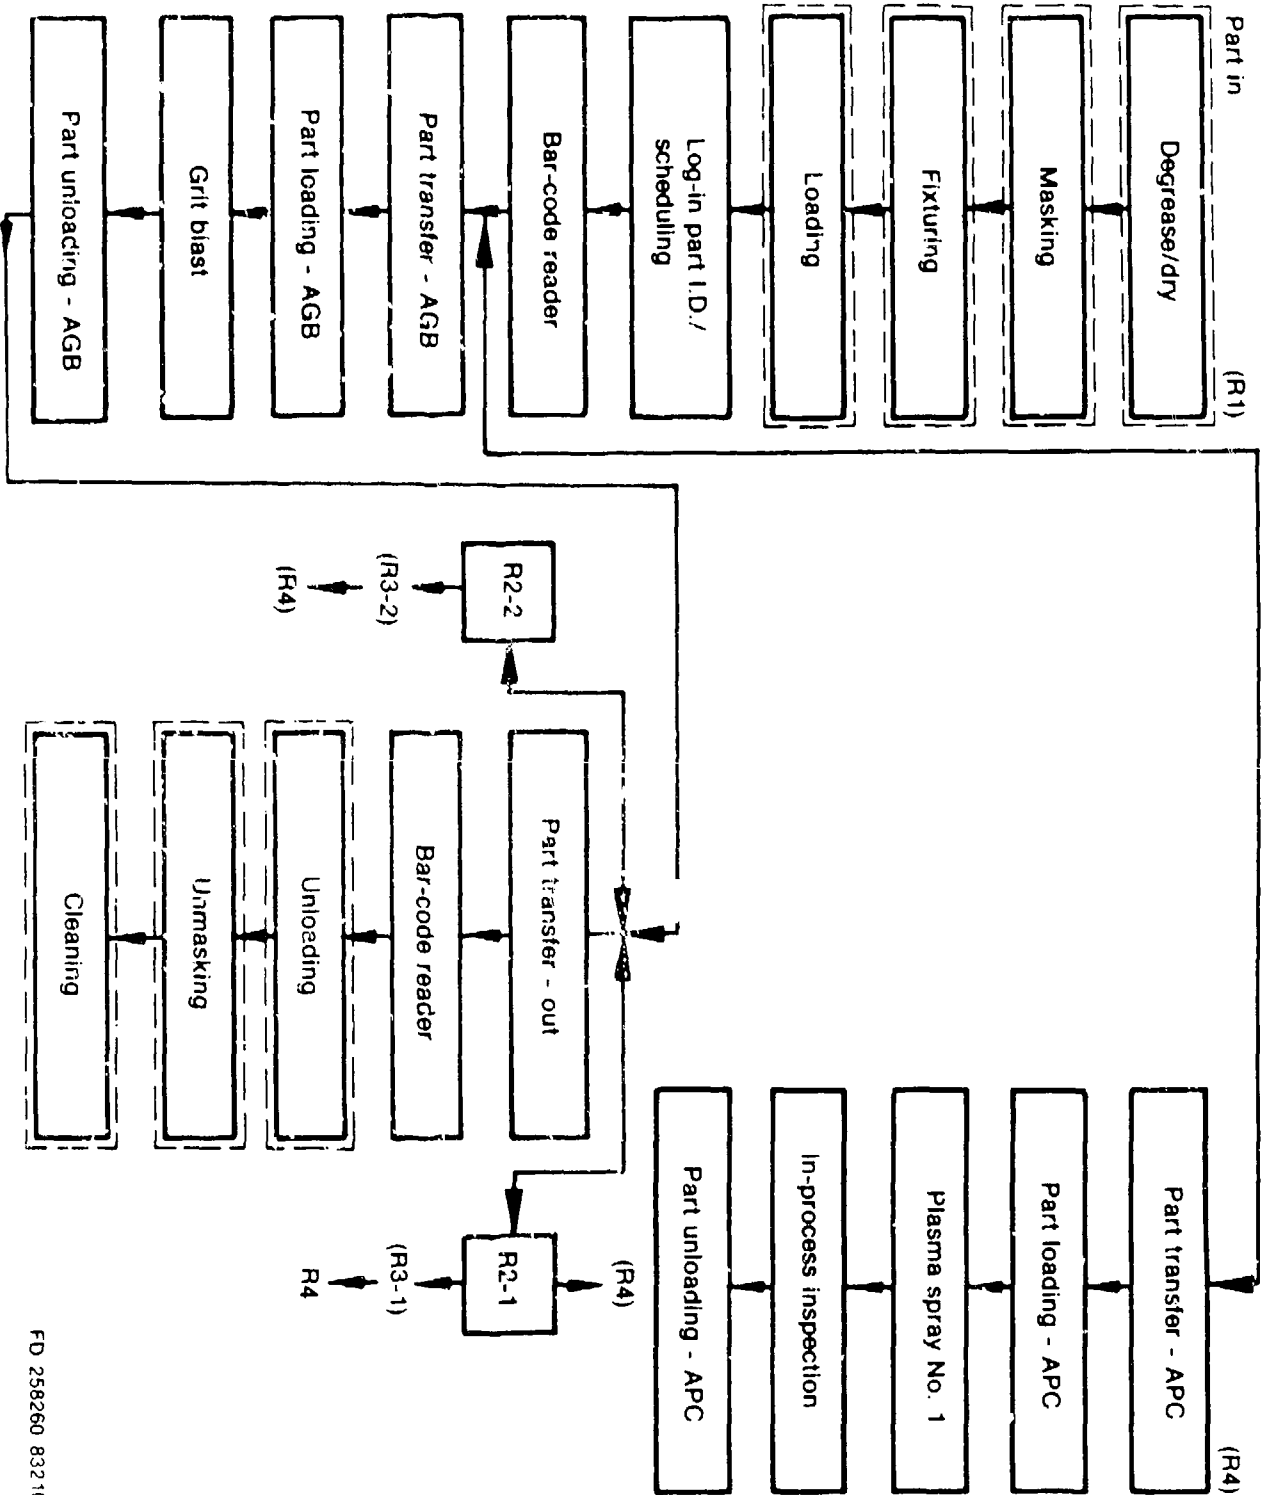 Part in
(R1)
Degrease/dry
Masking
Fixturing
Loading
Log-in part I.D./
scheduling
Bar-code reader
Part transfer - AGB
Part loading - AGB
Grit blast
Part unloading - AGB
R2-2
(R3-2)
(R4)
Part transfer - out
Bar-code reader
Unloading
Unmasking
Cleaning
(R4)
Part transfer - APC
Part loading - APC
Plasma spray No. 1
In-process inspection
Part unloading - APC
(R4)
R2-1
(R3-1)
R4
FD 258260